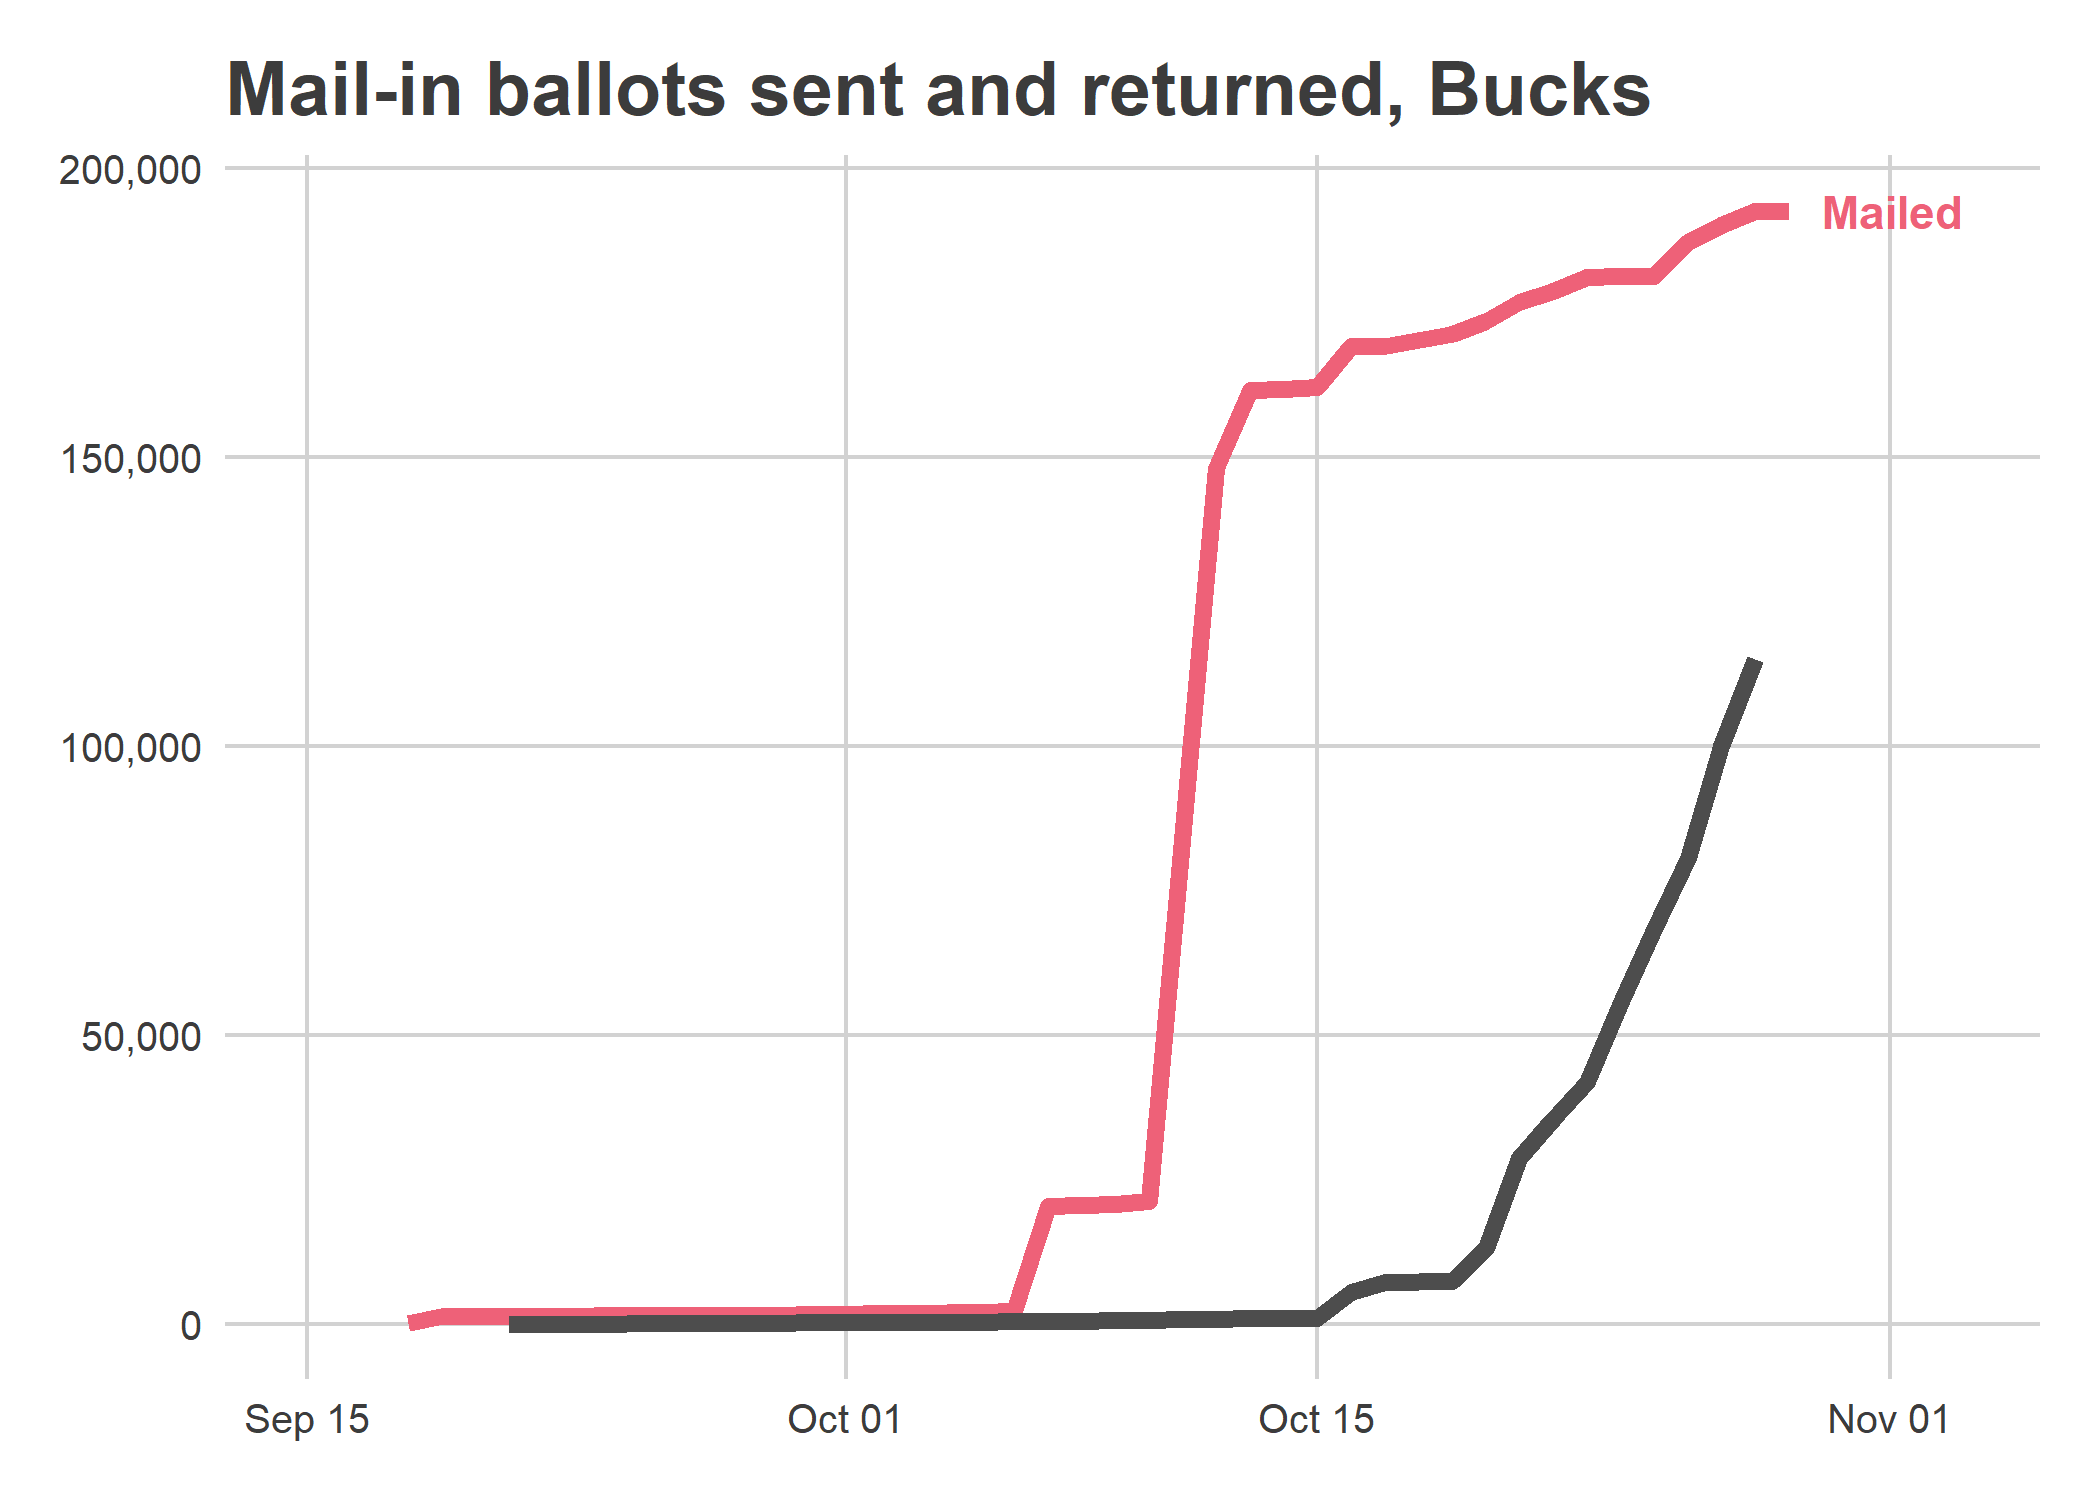 Mail-in ballots sent and returned, Bucks
200,000
Mailed
150,000
100,000
50,000
0
Sep 15
Oct 01
Oct 15
Nov 01